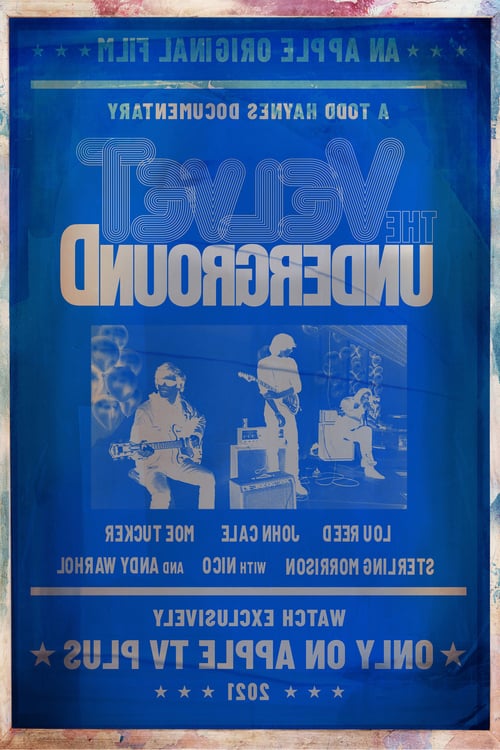 ★ ★ ★ ★ AN APPLE ORIGINAL FILM ★ ★ ★ ★
A TODD HAYNES DOCUMENTARY
THE VELVET
UNDERGROUND
LOU REED JOHN CALE MOE TUCKER
STERLING MORRISON WITH NICO AND ANDY WARHOL
WATCH EXCLUSIVELY
★ ONLY ON APPLE TV PLUS ★
★ ★ ★ ★ 2021 ★ ★ ★ ★